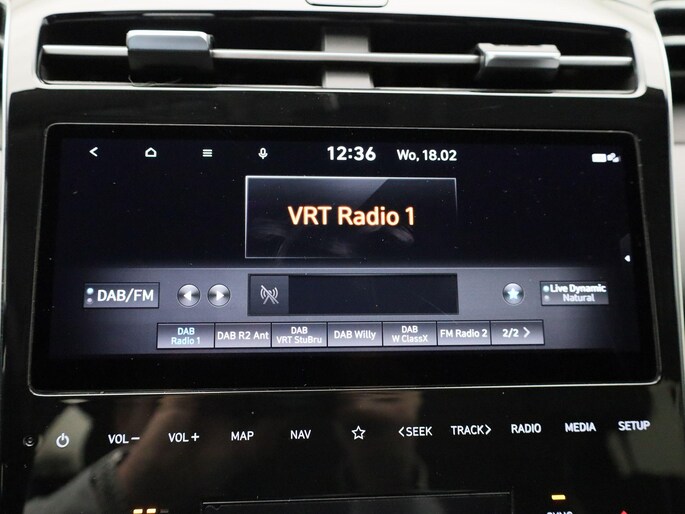 12:36 Wo, 18.02
VRT Radio 1
DAB/FM
Live Dynamic
Natural
DAB
Radio 1
DAB R2 Ant
DAB
VRT StuBru
DAB Willy
DAB
W ClassX
FM Radio 2
2/2 >
VOL− VOL+ MAP NAV <SEEK TRACK> RADIO MEDIA SETUP